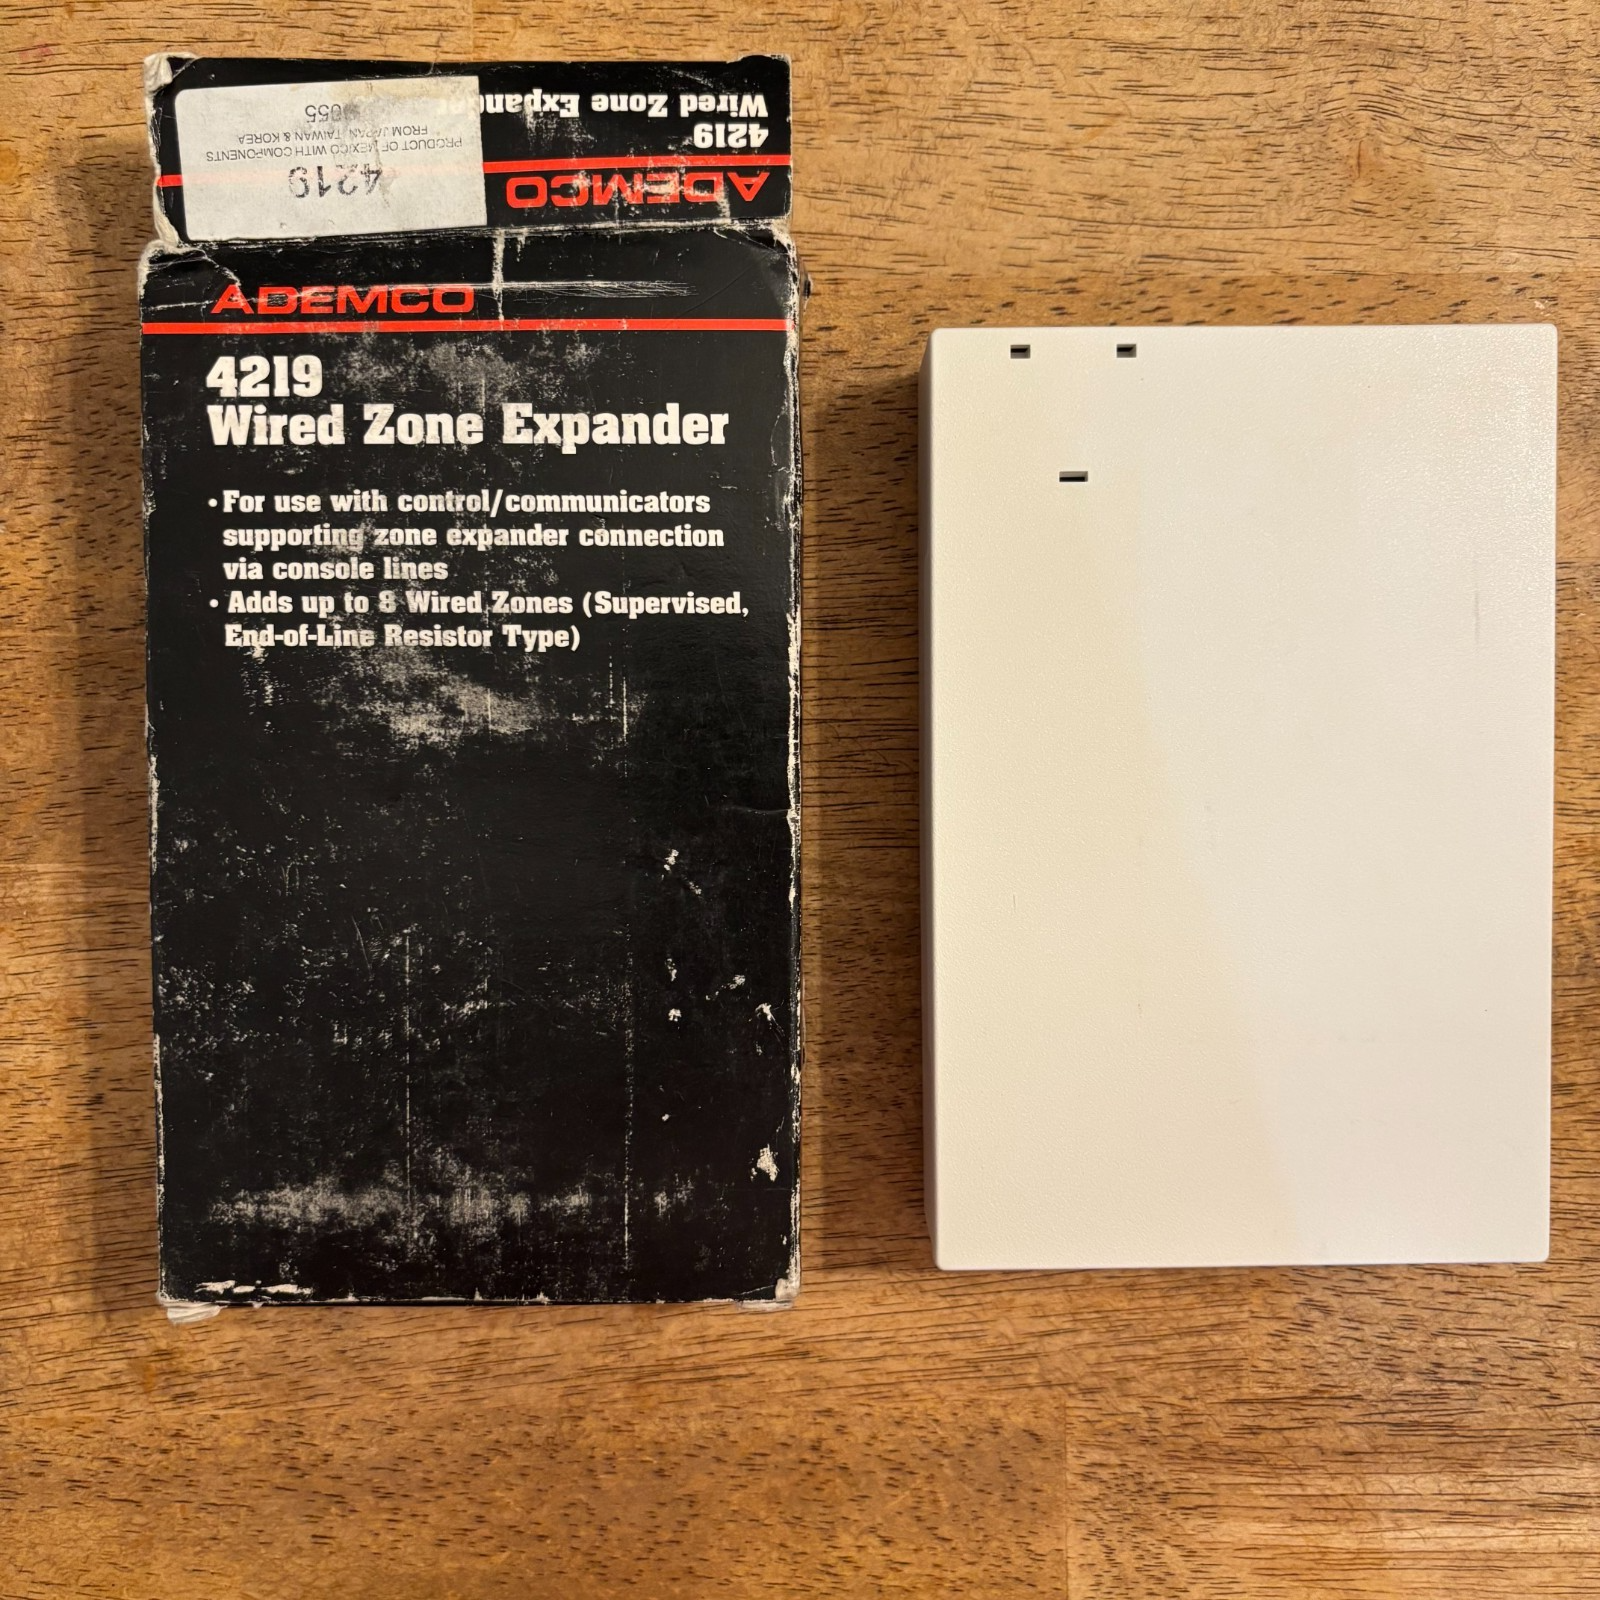 ADEMCO
4219
Wired Zone Expander
4219
PRODUCT OF MEXICO WITH COMPONENTS
FROM JAPAN, TAIWAN & KOREA
ADEMCO
4219
Wired Zone Expander
• For use with control/communicators
supporting zone expander connection
via console lines
• Adds up to 8 Wired Zones (Supervised,
End-of-Line Resistor Type)